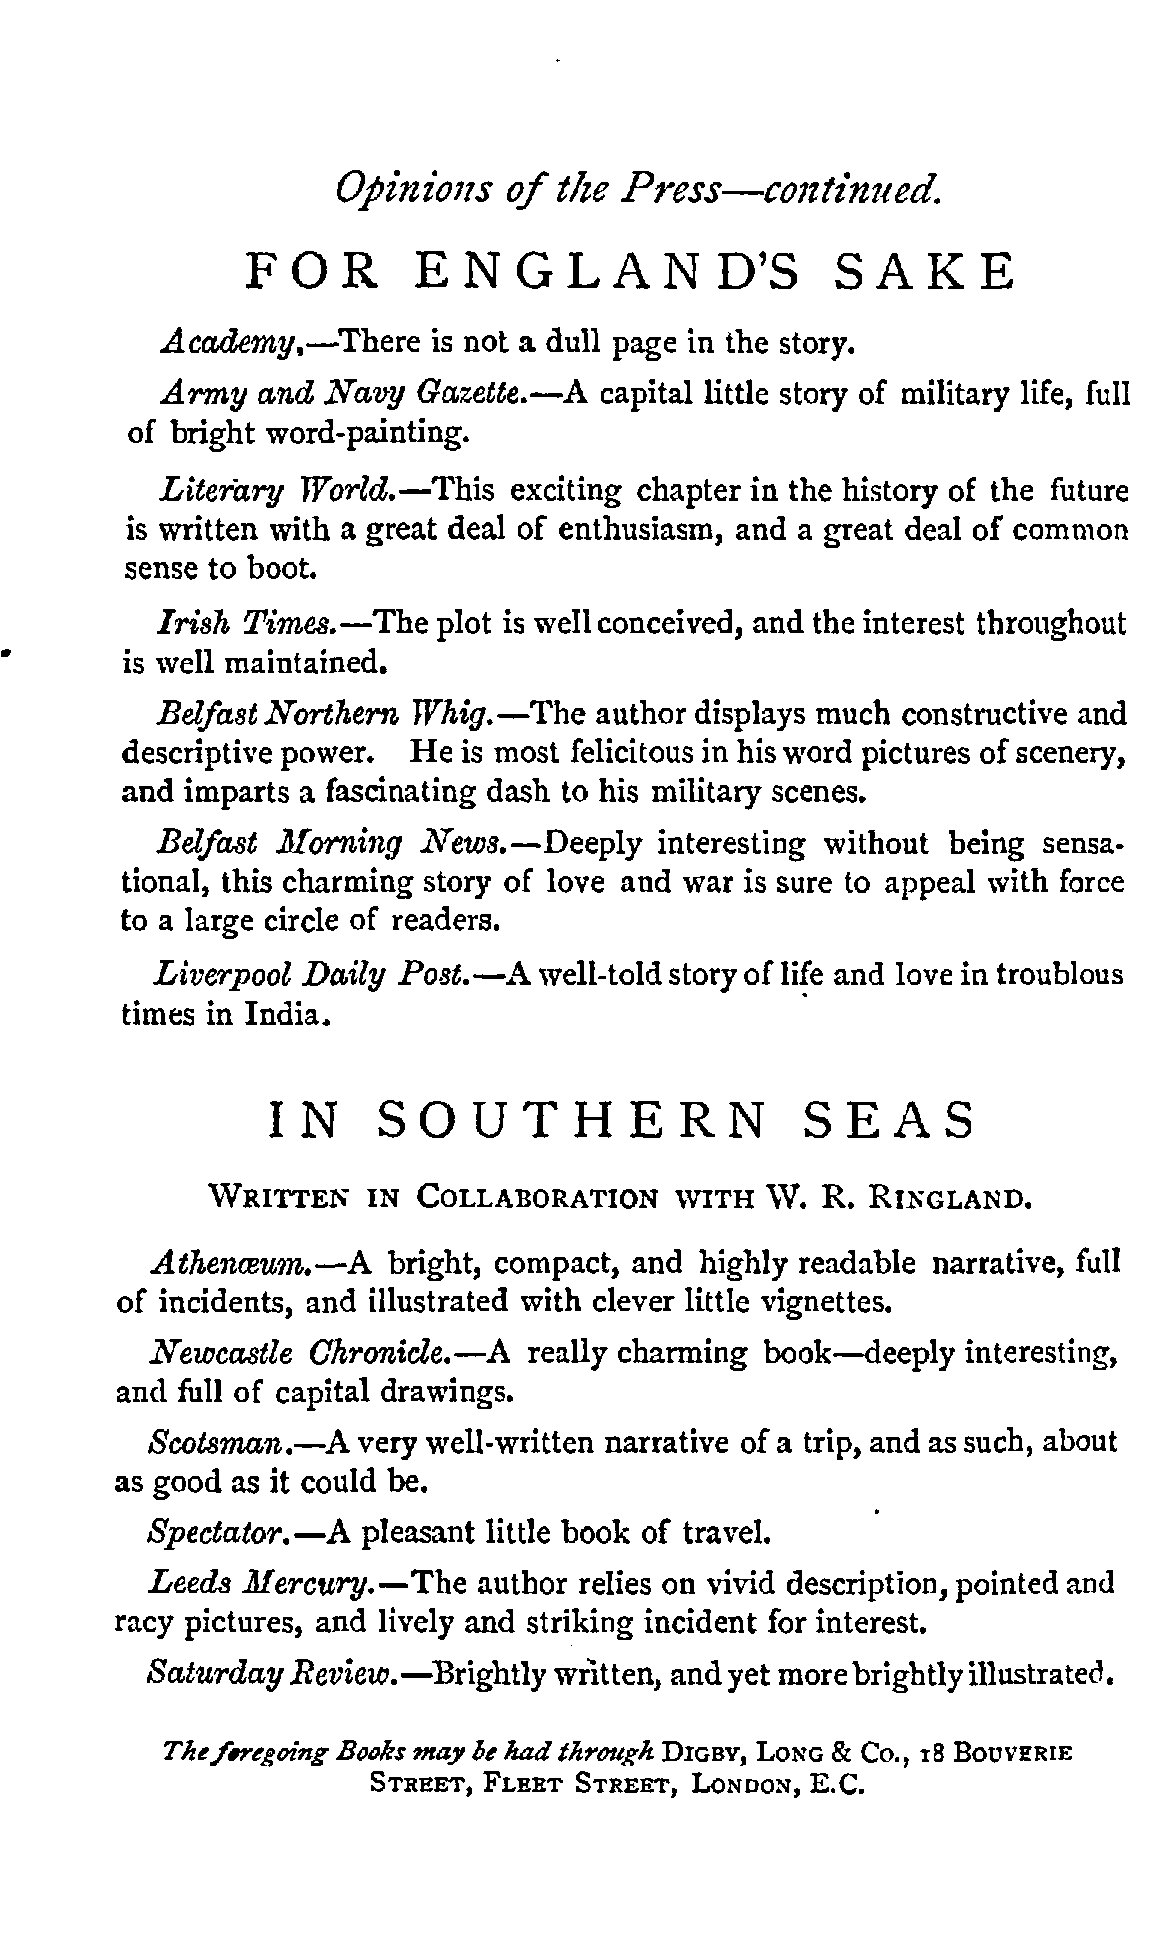 Opinions of the Press—continued.
FOR ENGLAND'S SAKE
Academy,—There is not a dull page in the story.
Army and Navy Gazette.—A capital little story of military life, full
of bright word-painting.
Literary World.—This exciting chapter in the history of the future
is written with a great deal of enthusiasm, and a great deal of common
sense to boot.
Irish Times.—The plot is well conceived, and the interest throughout
is well maintained.
Belfast Northern Whig.—The author displays much constructive and
descriptive power. He is most felicitous in his word pictures of scenery,
and imparts a fascinating dash to his military scenes.
Belfast Morning News.—Deeply interesting without being sensa-
tional, this charming story of love and war is sure to appeal with force
to a large circle of readers.
Liverpool Daily Post.—A well-told story of life and love in troublous
times in India.
IN SOUTHERN SEAS
WRITTEN IN COLLABORATION WITH W. R. RINGLAND.
Athenœum.—A bright, compact, and highly readable narrative, full
of incidents, and illustrated with clever little vignettes.
Newcastle Chronicle.—A really charming book—deeply interesting,
and full of capital drawings.
Scotsman.—A very well-written narrative of a trip, and as such, about
as good as it could be.
Spectator.—A pleasant little book of travel.
Leeds Mercury.—The author relies on vivid description, pointed and
racy pictures, and lively and striking incident for interest.
Saturday Review.—Brightly written, and yet more brightly illustrated.
The foregoing Books may be had through DIGBY, LONG & Co., 18 BOUVERIE
STREET, FLEET STREET, LONDON, E.C.